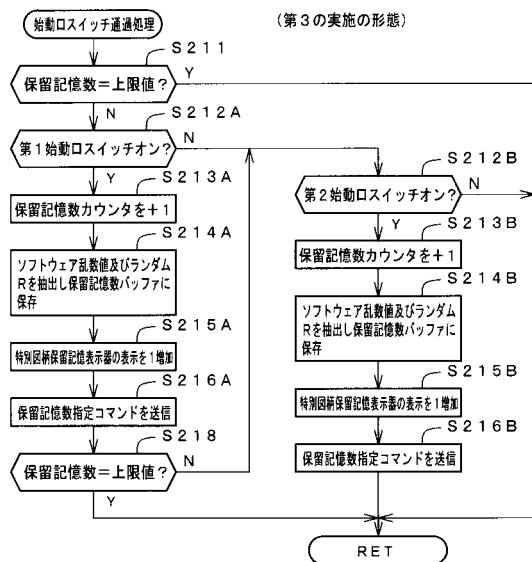 始動口スイッチ通過処理
(第3の実施の形態)
S211
保留記憶数=上限値?
Y
N
S212A
第1始動口スイッチオン?
N
Y
S213A
保留記憶数カウンタを+1
S214A
ソフトウェア乱数値及びランダム
Rを抽出し保留記憶数バッファに
保存
S215A
特別図柄保留記憶表示器の表示を1増加
S216A
保留記憶数指定コマンドを送信
S218
保留記憶数=上限値?
N
Y
S212B
第2始動口スイッチオン?
N
Y
S213B
保留記憶数カウンタを+1
S214B
ソフトウェア乱数値及びランダム
Rを抽出し保留記憶数バッファに
保存
S215B
特別図柄保留記憶表示器の表示を1増加
S216B
保留記憶数指定コマンドを送信
RET